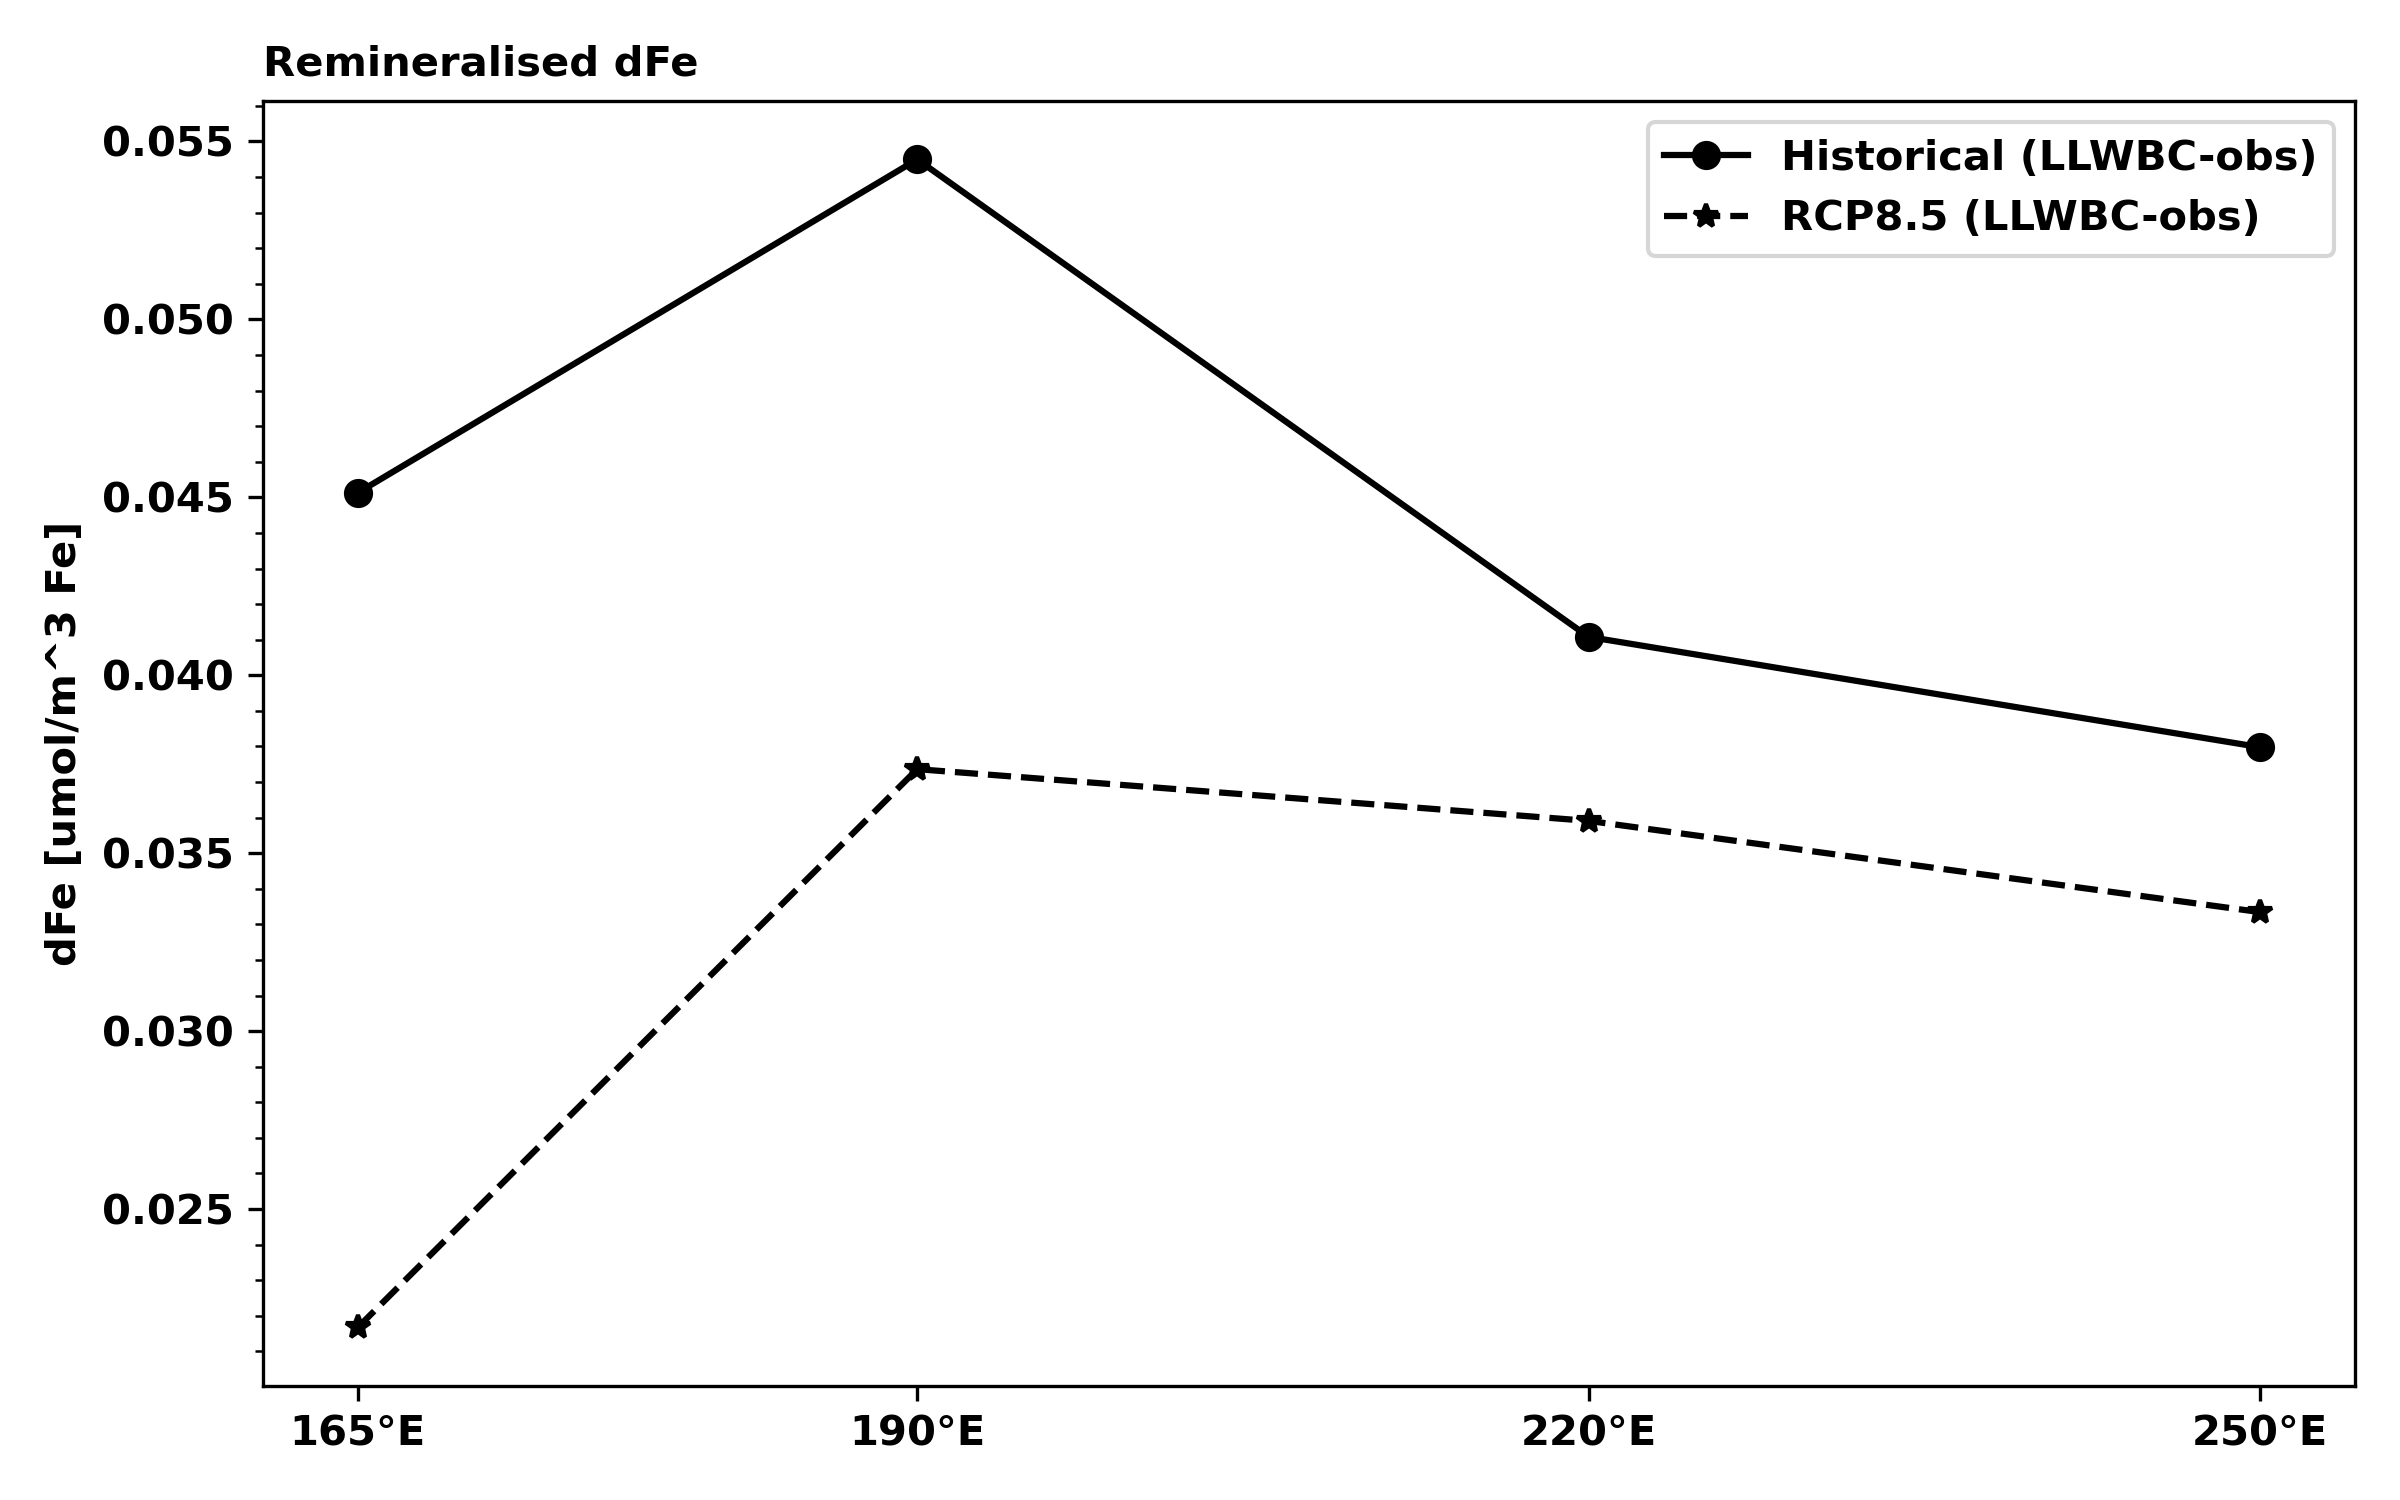 Remineralised dFe
Historical (LLWBC-obs)
RCP8.5 (LLWBC-obs)
dFe [umol/m^3 Fe]
0.055
0.050
0.045
0.040
0.035
0.030
0.025
165°E 190°E 220°E 250°E